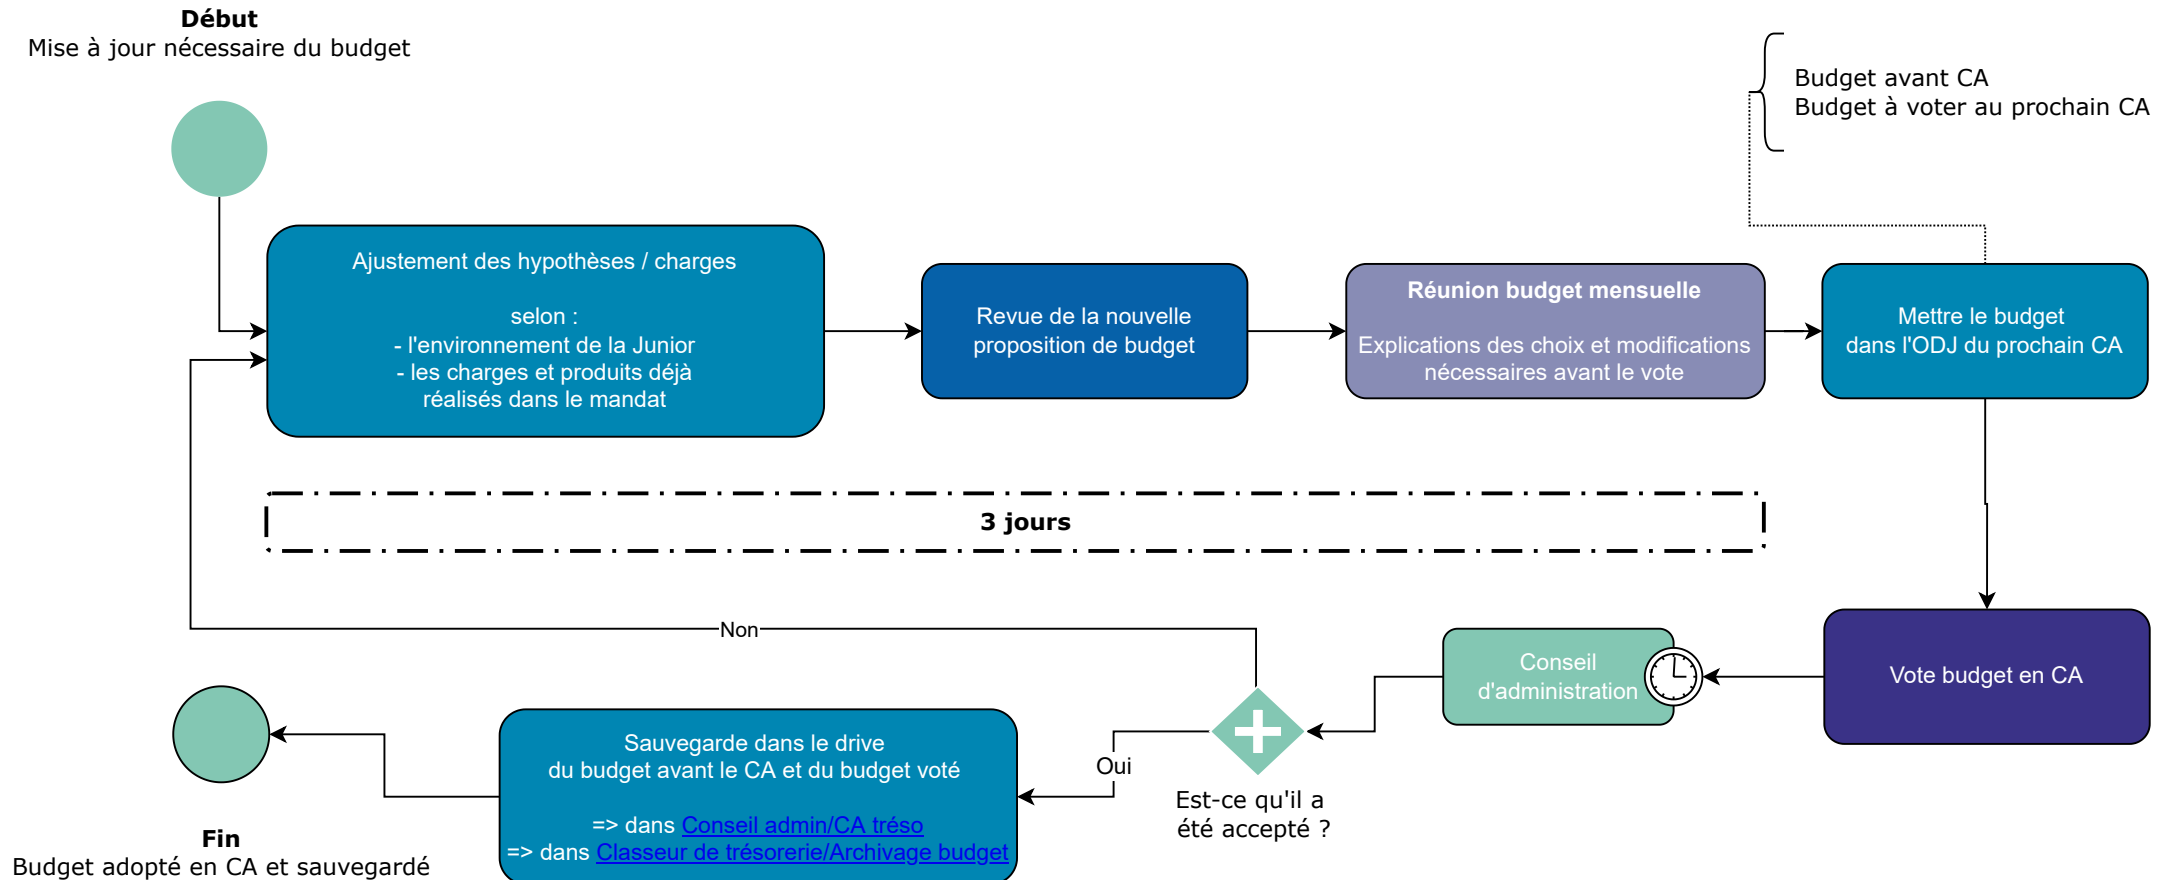 Début
Mise à jour nécessaire du budget
Budget avant CA
Budget à voter au prochain CA
Ajustement des hypothèses / charges
selon :
- l'environnement de la Junior
- les charges et produits déjà
réalisés dans le mandat
Revue de la nouvelle
proposition de budget
Réunion budget mensuelle
Explications des choix et modifications
nécessaires avant le vote
Mettre le budget
dans l'ODJ du prochain CA
3 jours
Non
Conseil
d'administration
Vote budget en CA
Sauvegarde dans le drive
du budget avant le CA et du budget voté
=> dans Conseil admin/CA tréso
=> dans Classeur de trésorerie/Archivage budget
Oui
Est-ce qu'il a
été accepté ?
Fin
Budget adopté en CA et sauvegardé